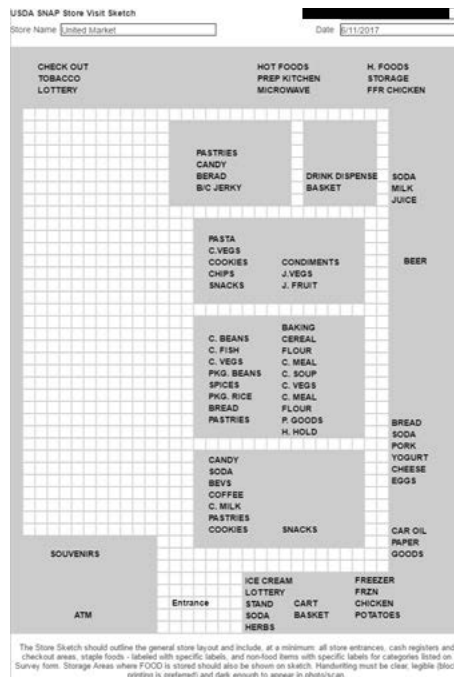 USDA SNAP Store Visit Sketch
Store Name United Market
Date 6/11/2017
CHECK OUT
TOBACCO
LOTTERY
HOT FOODS
PREP KITCHEN
MICROWAVE
H. FOODS
STORAGE
FFR CHICKEN
PASTRIES
CANDY
BERAD
B/C JERKY
DRINK DISPENSE
BASKET
SODA
MILK
JUICE
PASTA
C.VEGS
COOKIES
CHIPS
SNACKS
CONDIMENTS
J.VEGS
J. FRUIT
BEER
C. BEANS
C. FISH
C. VEGS
PKG. BEANS
SPICES
PKG. RICE
BREAD
PASTRIES
BAKING
CEREAL
FLOUR
C. MEAL
C. SOUP
C. VEGS
C. MEAL
FLOUR
P. GOODS
H. HOLD
BREAD
SODA
PORK
YOGURT
CHEESE
EGGS
CANDY
SODA
BEVS
COFFEE
C. MILK
PASTRIES
COOKIES
SNACKS
CAR OIL
PAPER
GOODS
SOUVENIRS
ATM
Entrance
ICE CREAM
LOTTERY
STAND
SODA
HERBS
CART
BASKET
FREEZER
FRZN
CHICKEN
POTATOES
The Store Sketch should outline the general store layout and include, at a minimum: all store entrances, cash registers and
checkout areas, staple foods - labeled with specific labels, and non-food items with specific labels for categories listed on
Survey form. Storage Areas where FOOD is stored should also be shown on sketch. Handwriting must be clear, legible (bloc
printing is preferred) and dark enough to appear in photo/scan.